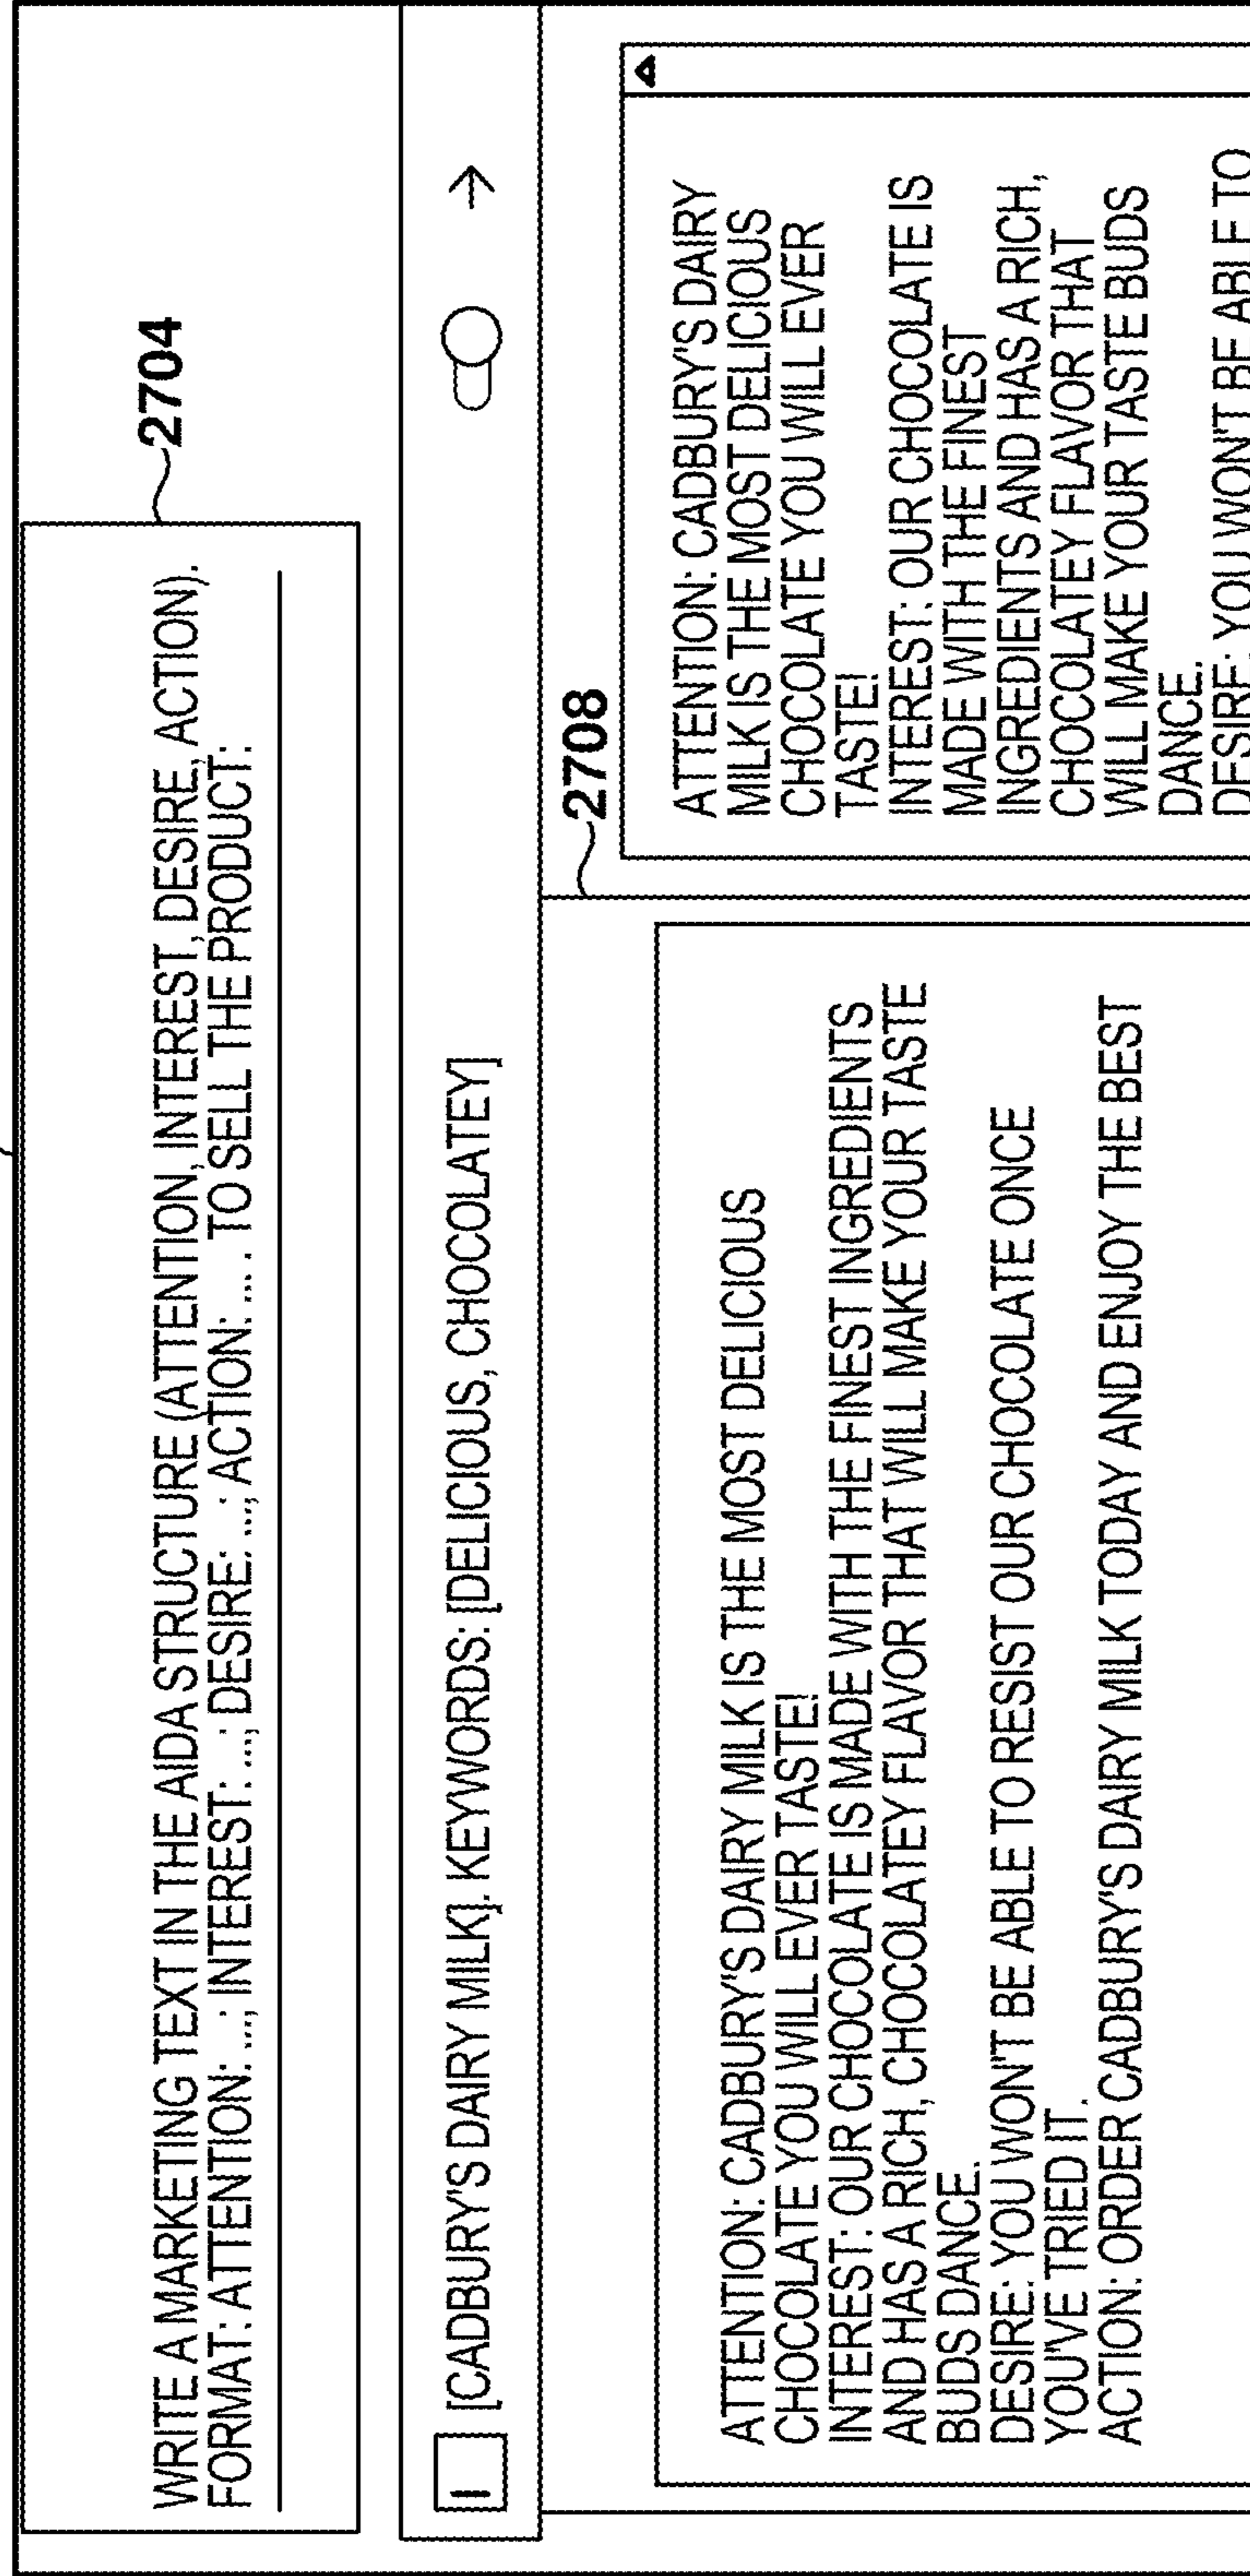 2704
WRITE A MARKETING TEXT IN THE AIDA STRUCTURE (ATTENTION, INTEREST, DESIRE, ACTION).
FORMAT: ATTENTION: ...; INTEREST: ...; DESIRE: ...; ACTION: ... . TO SELL THE PRODUCT:
I
[CADBURY'S DAIRY MILK]. KEYWORDS: [DELICIOUS, CHOCOLATEY]
2708
ATTENTION: CADBURY'S DAIRY MILK IS THE MOST DELICIOUS
CHOCOLATE YOU WILL EVER TASTE!
INTEREST: OUR CHOCOLATE IS MADE WITH THE FINEST INGREDIENTS
AND HAS A RICH, CHOCOLATEY FLAVOR THAT WILL MAKE YOUR TASTE
BUDS DANCE.
DESIRE: YOU WON'T BE ABLE TO RESIST OUR CHOCOLATE ONCE
YOU'VE TRIED IT.
ACTION: ORDER CADBURY'S DAIRY MILK TODAY AND ENJOY THE BEST
ATTENTION: CADBURY'S DAIRY
MILK IS THE MOST DELICIOUS
CHOCOLATE YOU WILL EVER
TASTE!
INTEREST: OUR CHOCOLATE IS
MADE WITH THE FINEST
INGREDIENTS AND HAS A RICH,
CHOCOLATEY FLAVOR THAT
WILL MAKE YOUR TASTE BUDS
DANCE.
DESIRE: YOU WON'T BE ABLE TO